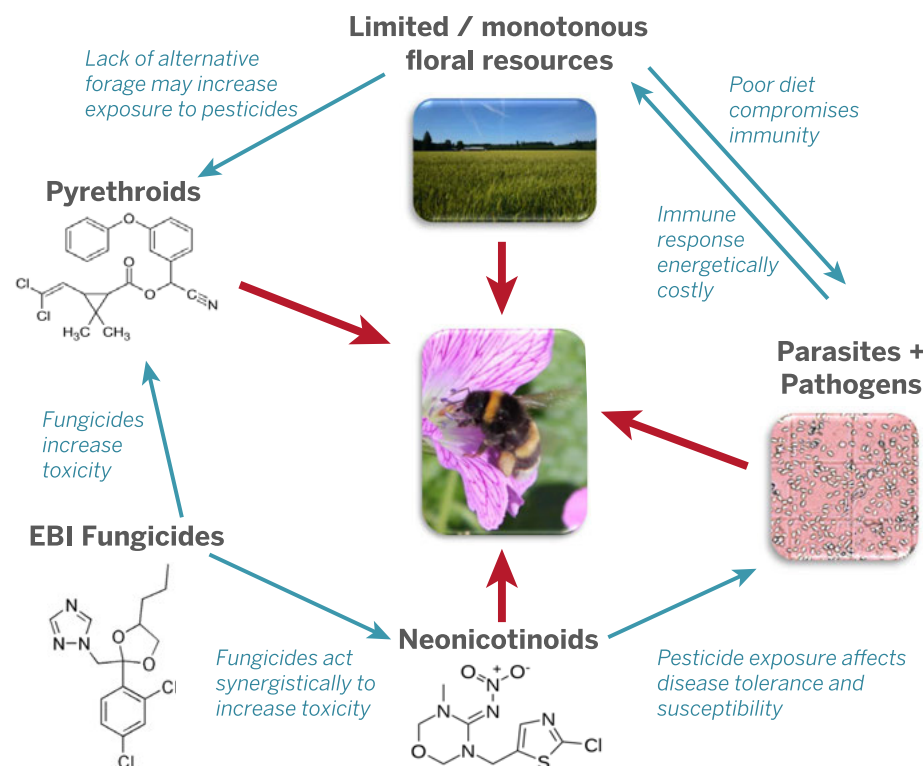 Limited / monotonous
floral resources
Lack of alternative
forage may increase
exposure to pesticides
Poor diet
compromises
immunity
Pyrethroids
O
Cl
Cl
O
O
C≡N
H₃C
CH₃
Immune
response
energetically
costly
Parasites +
Pathogens
Fungicides
increase
toxicity
EBI Fungicides
N
N
N
O
O
Cl
Cl
Fungicides act
synergistically to
increase toxicity
Neonicotinoids
O
N⁺
O⁻
N
N
N
O
N
S
Cl
Pesticide exposure affects
disease tolerance and
susceptibility